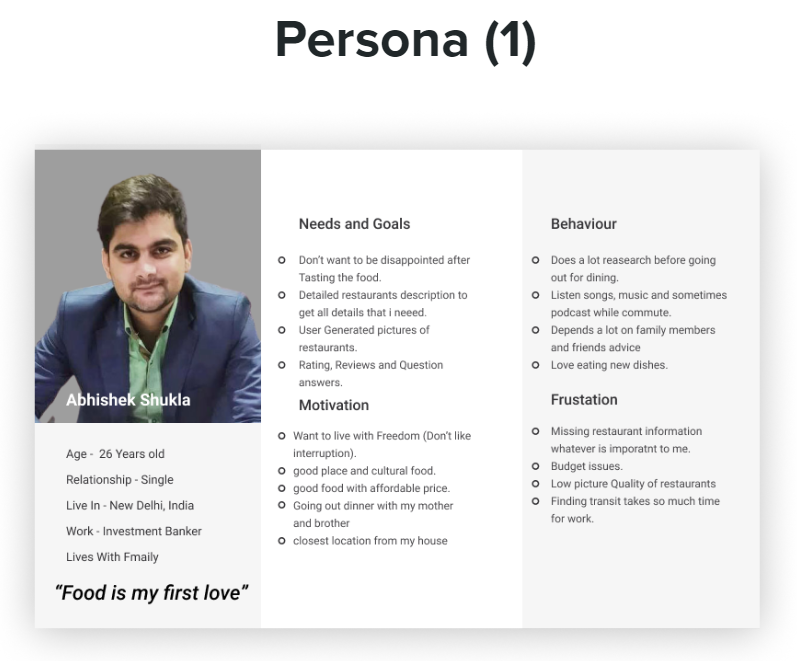 Persona (1)
Abhishek Shukla
Age -  26 Years old
Relationship - Single
Live In - New Delhi, India
Work - Investment Banker
Lives With Fmaily
“Food is my first love”
Needs and Goals
Don’t want to be disappointed after
Tasting the food.
Detailed restaurants description to
get all details that i neeed.
User Generated pictures of
restaurants.
Rating, Reviews and Question
answers.
Motivation
Want to live with Freedom (Don’t like
interruption).
good place and cultural food.
good food with affordable price.
Going out dinner with my mother
and brother
closest location from my house
Behaviour
Does a lot reasearch before going
out for dining.
Listen songs, music and sometimes
podcast while commute.
Depends a lot on family members
and friends advice
Love eating new dishes.
Frustation
Missing restaurant information
whatever is imporatnt to me.
Budget issues.
Low picture Quality of restaurants
Finding transit takes so much time
for work.